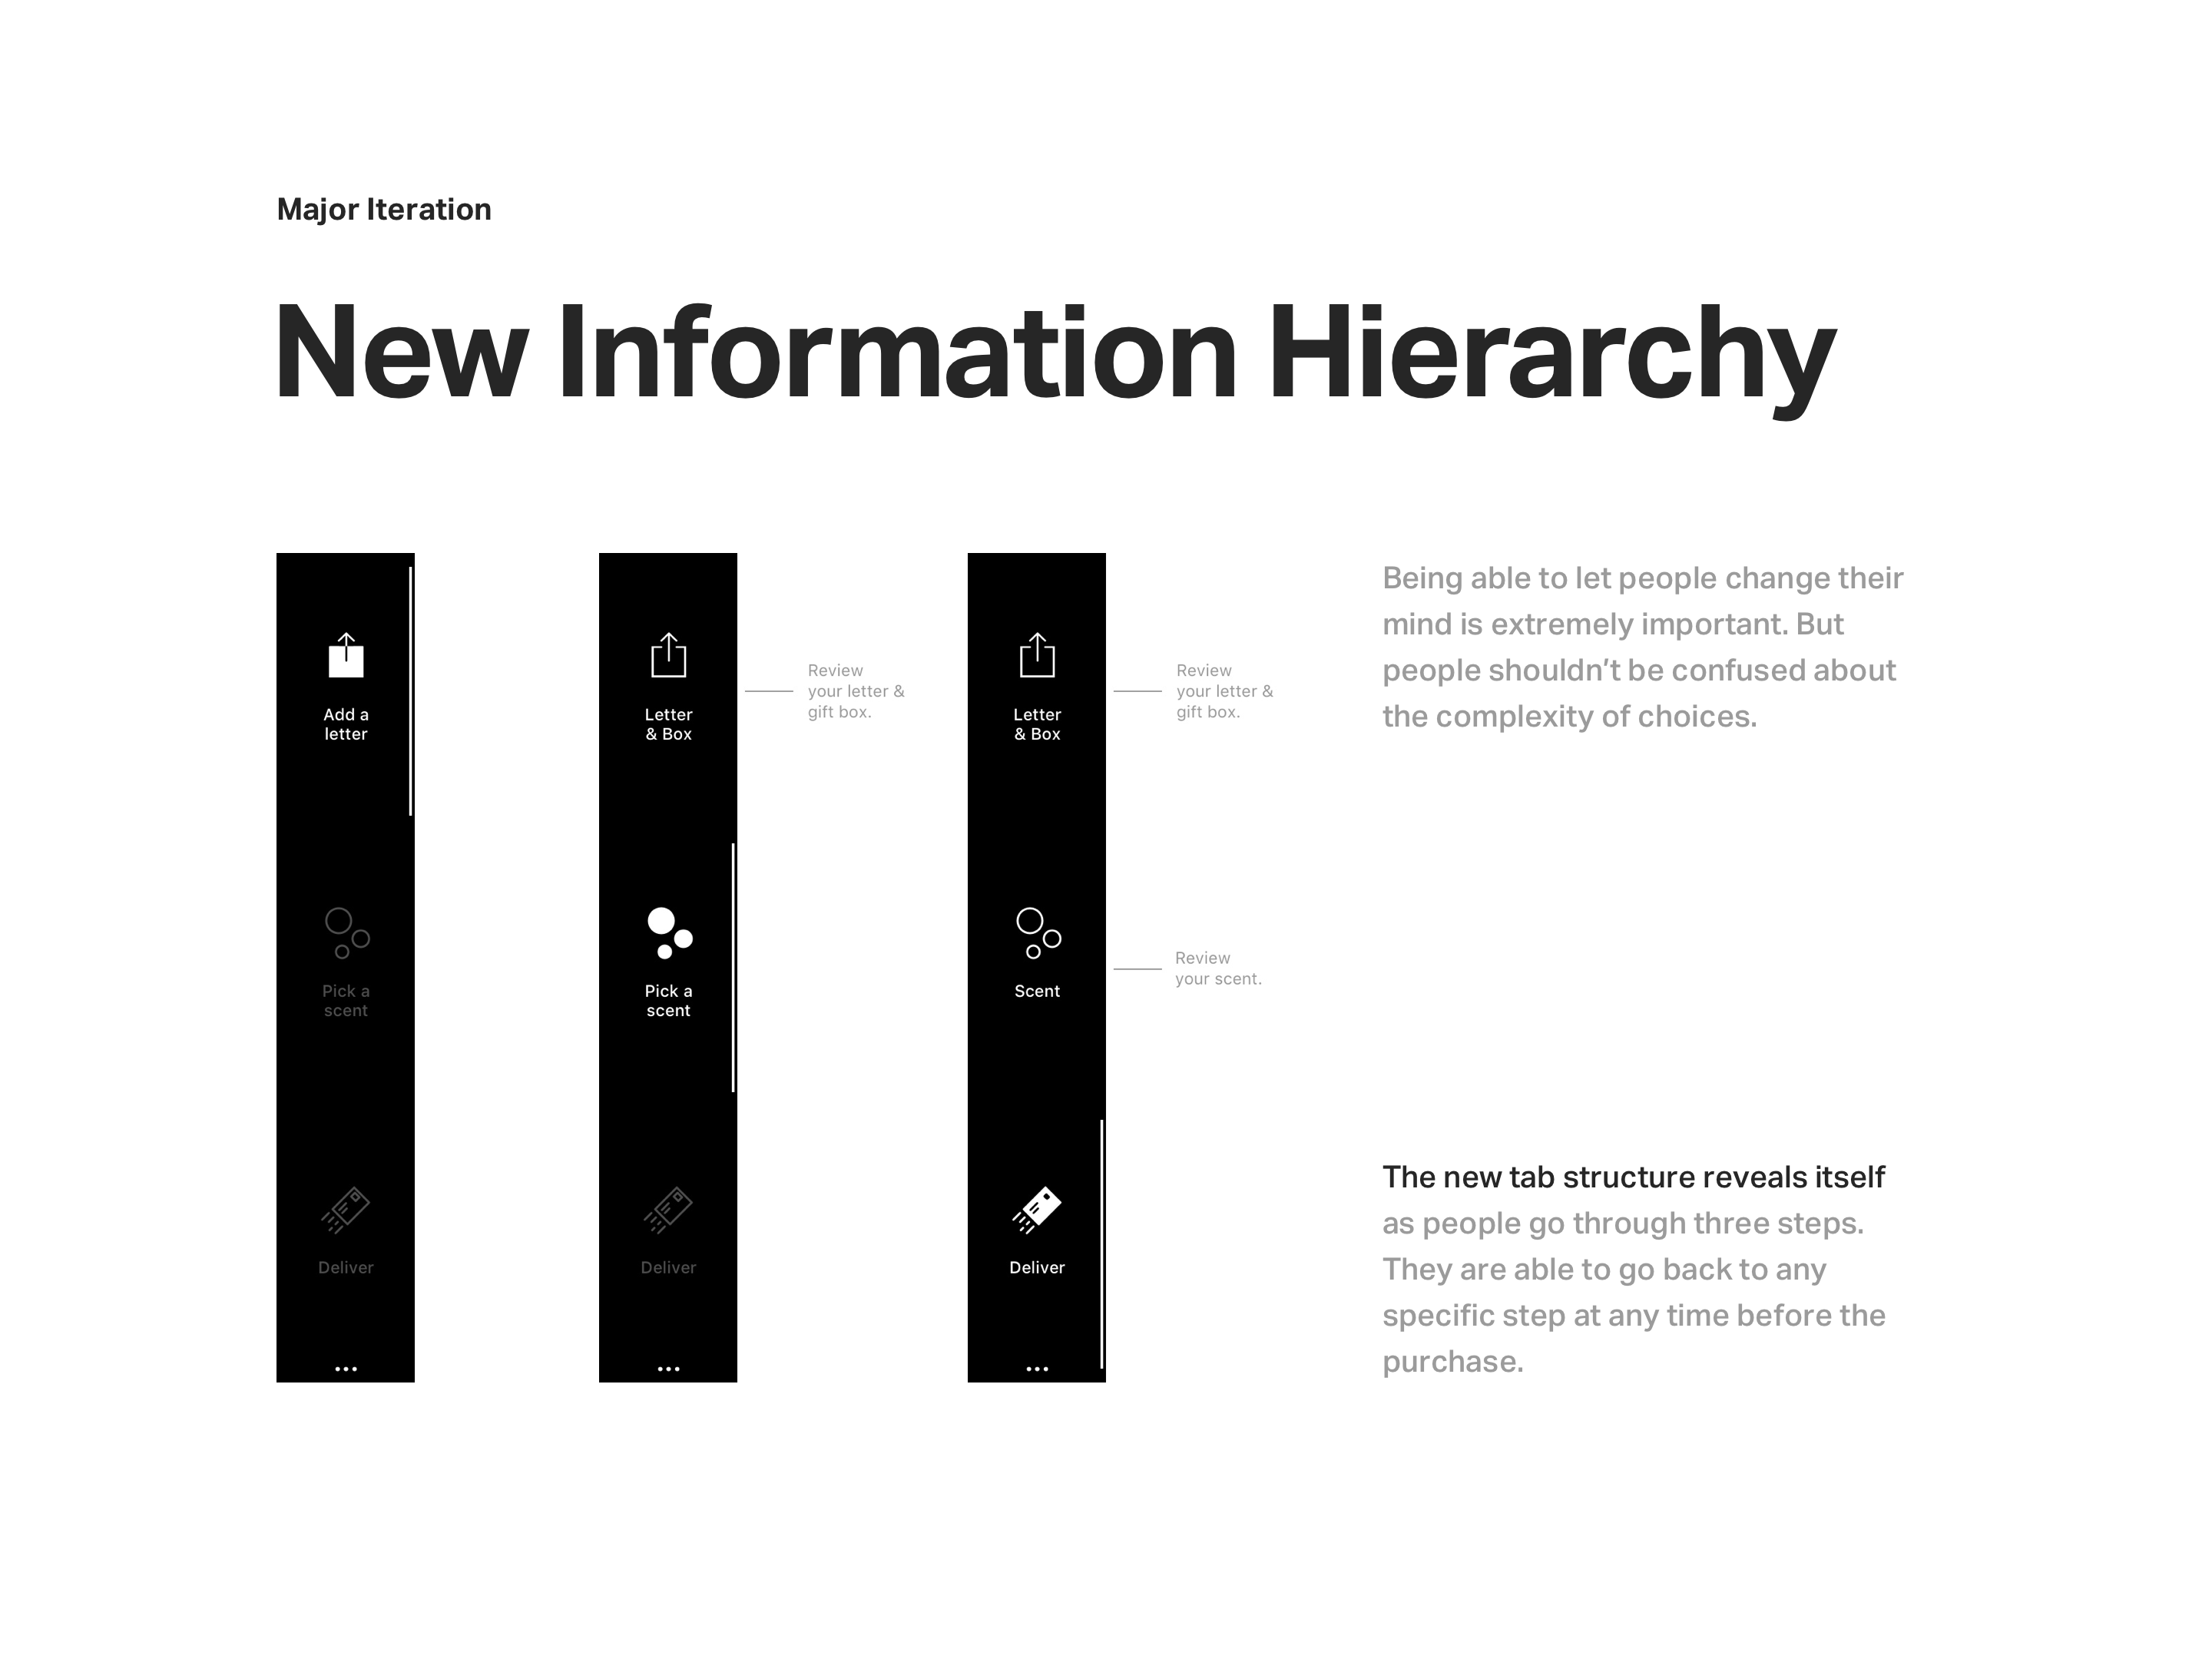 Major Iteration
New Information Hierarchy
Add a
letter
Pick a
scent
Deliver
Letter
& Box
Pick a
scent
Deliver
Review
your letter &
gift box.
Letter
& Box
Scent
Deliver
Review
your letter &
gift box.
Review
your scent.
Being able to let people change their
mind is extremely important. But
people shouldn't be confused about
the complexity of choices.
The new tab structure reveals itself
as people go through three steps.
They are able to go back to any
specific step at any time before the
purchase.